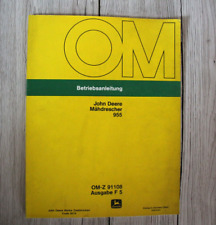 OM
Betriebsanleitung
John Deere
Mähdrescher
955
OM-Z 91108
Ausgabe F 5